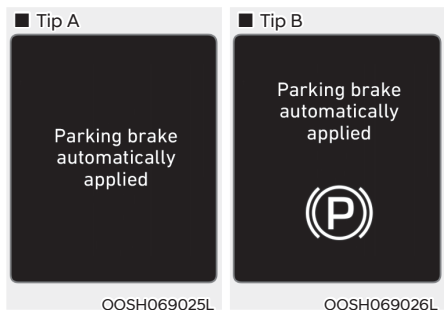 ■ Tip A
Parking brake
automatically
applied
OOSH069025L
■ Tip B
Parking brake
automatically
applied
P
OOSH069026L